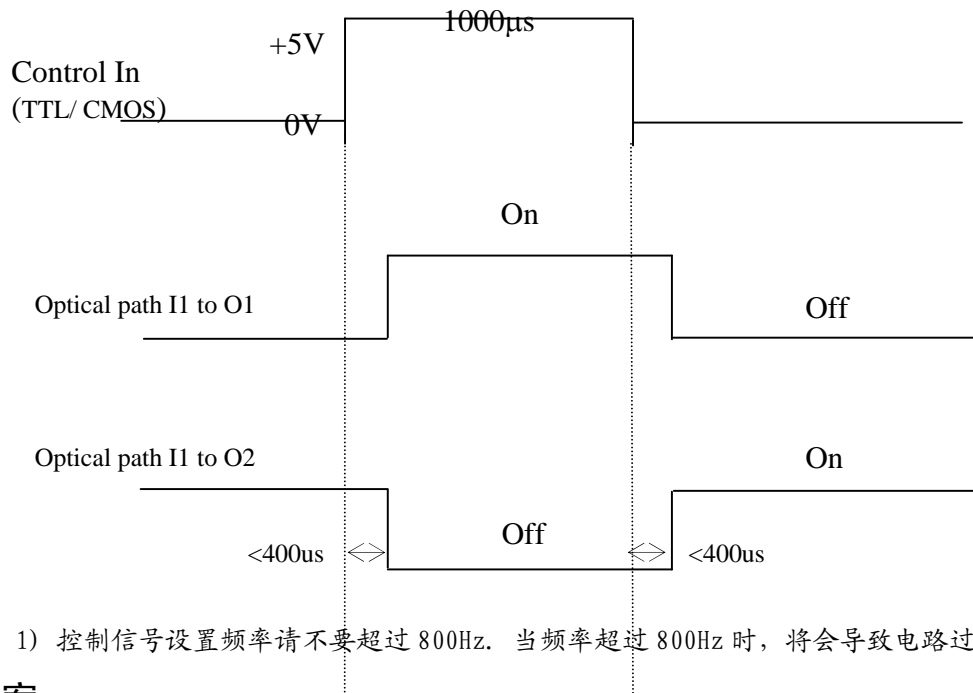 1000μs
+5V
Control In
(TTL/ CMOS)
0V
On
Optical path I1 to O1
Off
Optical path I1 to O2
On
Off
<400us
<400us
1) 控制信号设置频率请不要超过 800Hz. 当频率超过 800Hz 时, 将会导致电路过